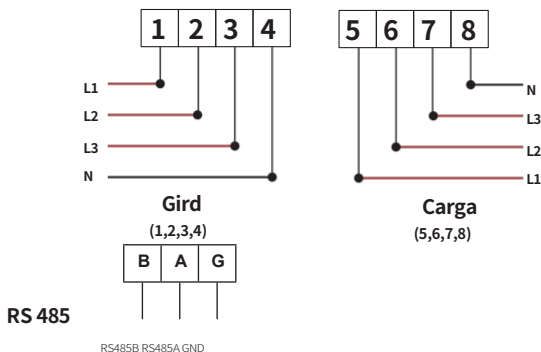 1 2 3 4
L1
L2
L3
N
Gird
(1,2,3,4)
5 6 7 8
N
L3
L2
L1
Carga
(5,6,7,8)
B A G
RS 485
RS485B RS485A GND